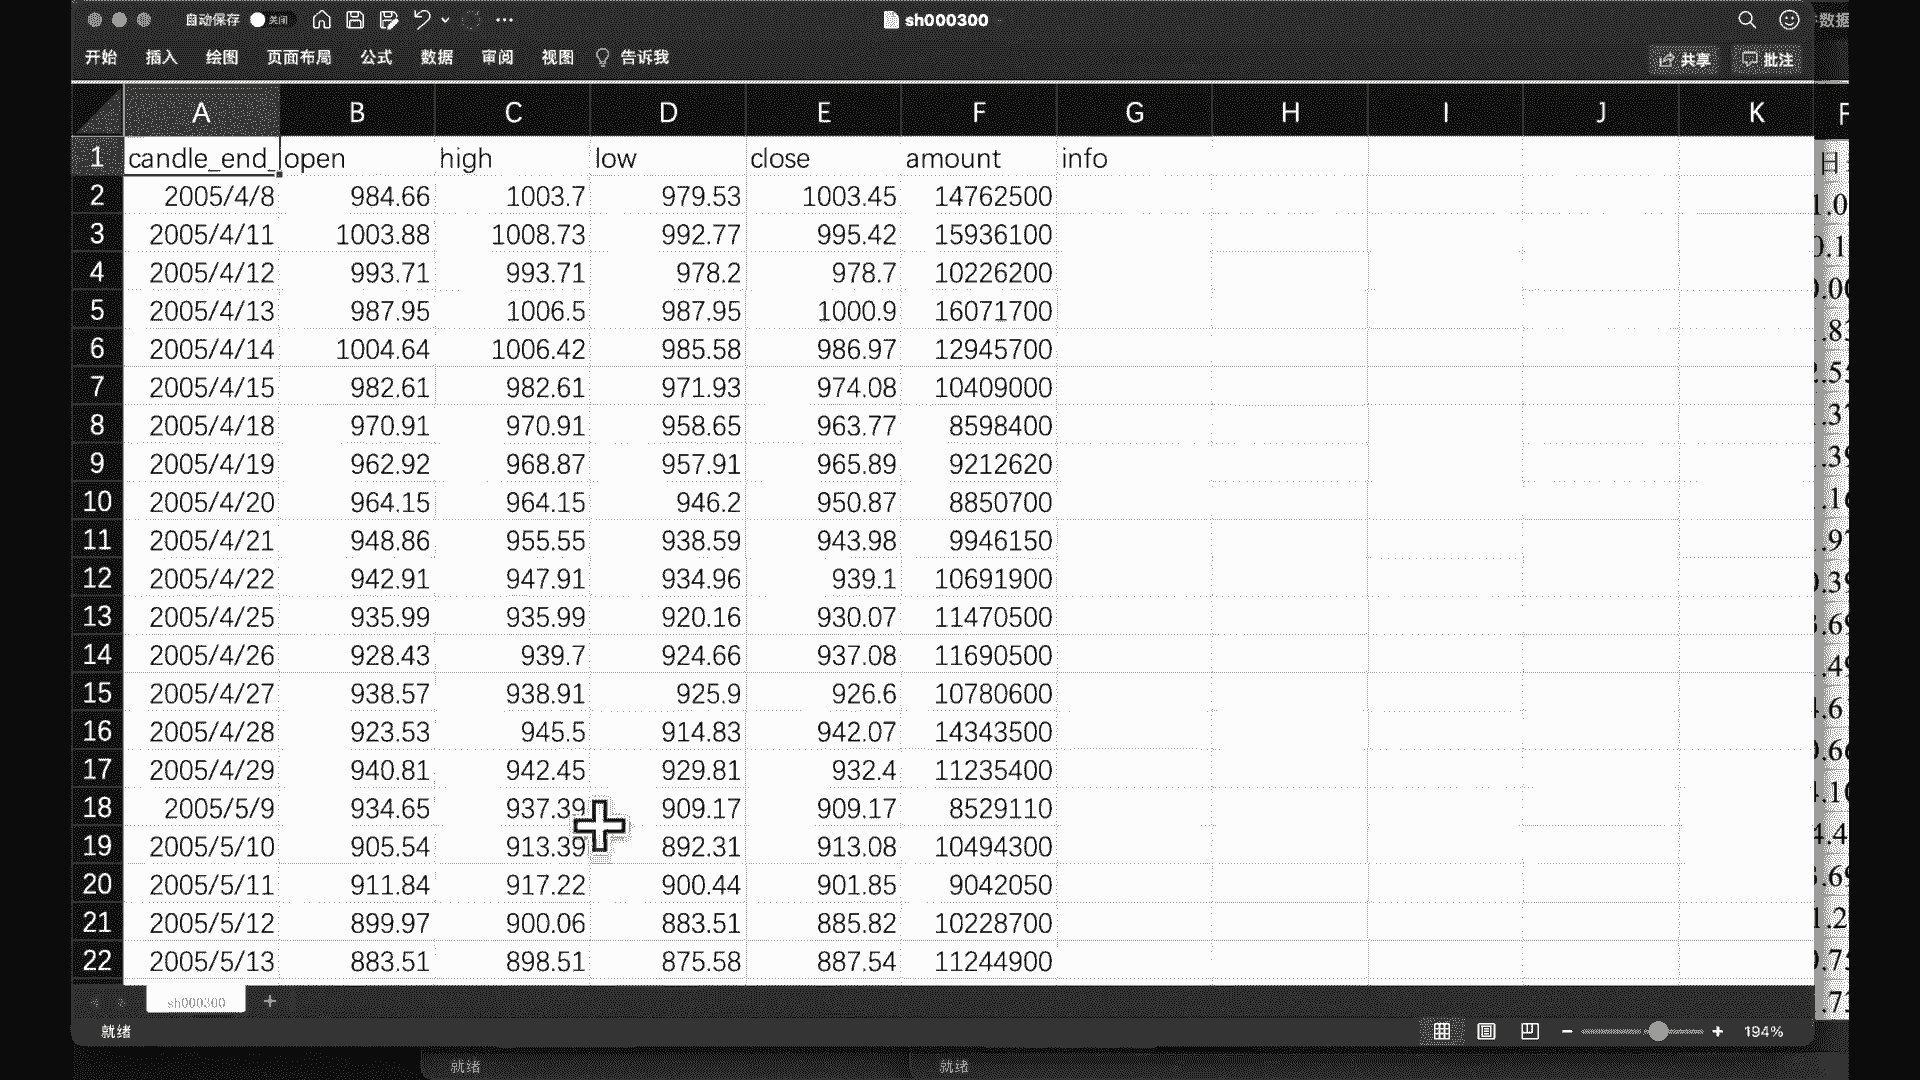 自动保存 关闭 sh000300
开始 插入 绘图 页面布局 公式 数据 审阅 视图 告诉我 共享 批注
A B C D E F G H I J K
1 candle_end_ open high low close amount info
2 2005/4/8 984.66 1003.7 979.53 1003.45 14762500
3 2005/4/11 1003.88 1008.73 992.77 995.42 15936100
4 2005/4/12 993.71 993.71 978.2 978.7 10226200
5 2005/4/13 987.95 1006.5 987.95 1000.9 16071700
6 2005/4/14 1004.64 1006.42 985.58 986.97 12945700
7 2005/4/15 982.61 982.61 971.93 974.08 10409000
8 2005/4/18 970.91 970.91 958.65 963.77 8598400
9 2005/4/19 962.92 968.87 957.91 965.89 9212620
10 2005/4/20 964.15 964.15 946.2 950.87 8850700
11 2005/4/21 948.86 955.55 938.59 943.98 9946150
12 2005/4/22 942.91 947.91 934.96 939.1 10691900
13 2005/4/25 935.99 935.99 920.16 930.07 11470500
14 2005/4/26 928.43 939.7 924.66 937.08 11690500
15 2005/4/27 938.57 938.91 925.9 926.6 10780600
16 2005/4/28 923.53 945.5 914.83 942.07 14343500
17 2005/4/29 940.81 942.45 929.81 932.4 11235400
18 2005/5/9 934.65 937.39 909.17 909.17 8529110
19 2005/5/10 905.54 913.39 892.31 913.08 10494300
20 2005/5/11 911.84 917.22 900.44 901.85 9042050
21 2005/5/12 899.97 900.06 883.51 885.82 10228700
22 2005/5/13 883.51 898.51 875.58 887.54 11244900
sh000300
就绪 194%
就绪 就绪